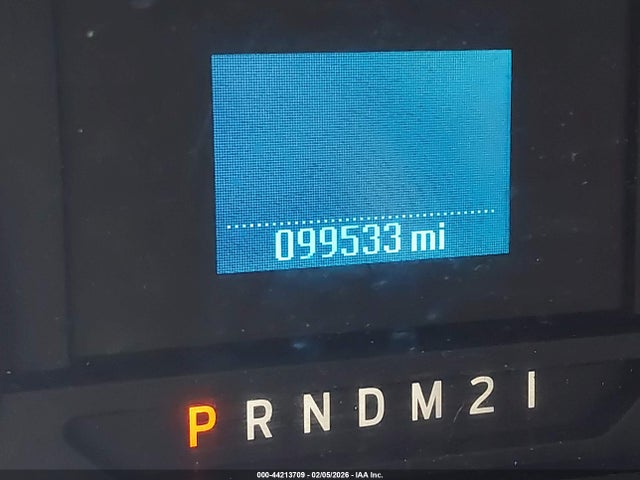 099533 mi
P R N D M 2 1
000-44213709 - 02/05/2026 - IAA Inc.